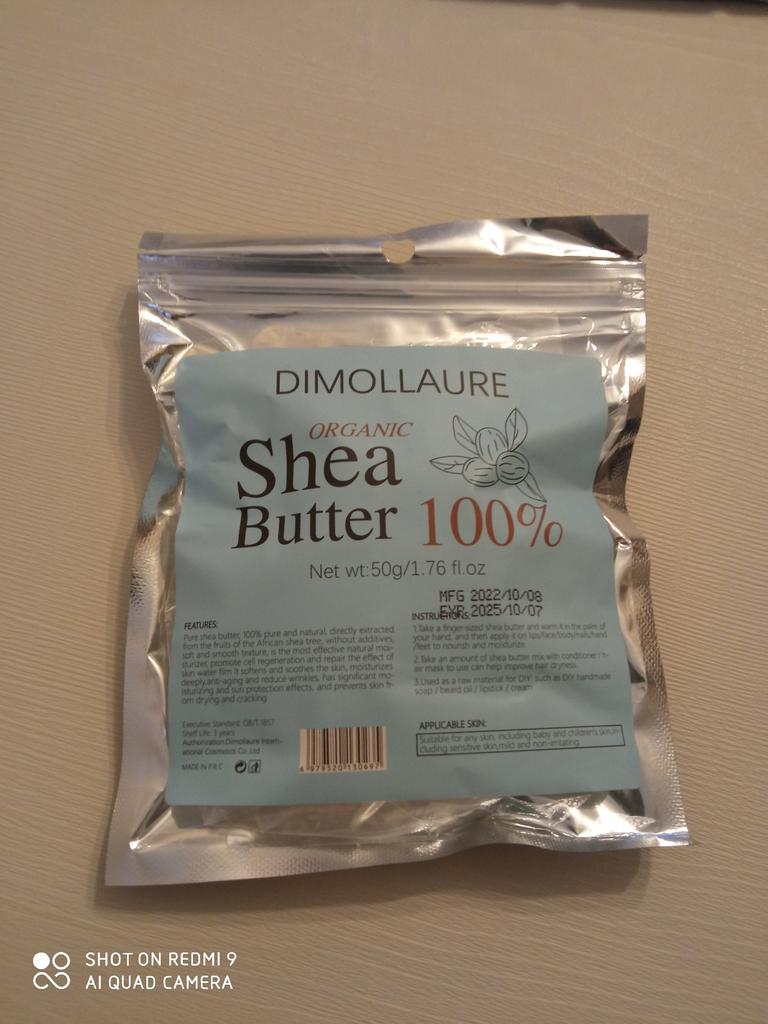 DIMOLLAURE
ORGANIC
Shea
Butter 100%
Net wt:50g/1.76 fl.oz
MFG 2022/10/08
EXP 2025/10/07
FEATURES:
Pure shea butter, 100% pure and natural, directly extracted
from the fruits of the African shea tree, without additives,
soft and smooth texture, is the most effective natural moi-
sturizer, promote cell regeneration and repair the effect of
skin water film it softens and soothes the skin, moisturizes
deeply,anti-aging and reduce wrinkles, has significant mo-
isturizing and sun protection effects, and prevents skin fr-
om drying and cracking
Executive Standard: GB/T 1857
Shelf Life: 3 years
Authorization:Dimollaure Intern-
ational Cosmetics Co.,Ltd
MADE IN P.R.C
6 979520 130697
INSTRUCTIONS:
1.Take a finger-sized shea butter and warm it in the palm of
your hand, and then apply it on lips/face/body/nails/hand
/feet to nourish and moisturize.
2. Take an amount of shea butter mix with conditioner / h-
air mask to use can help improve hair dryness.
3.Used as a raw material for DIY: such as DIY handmade
soap / beard oil / lipstick / cream
APPLICABLE SKIN:
Suitable for any skin, including baby and children's skin,in-
cluding sensitive skin,mild and non-irritating.
SHOT ON REDMI 9
AI QUAD CAMERA